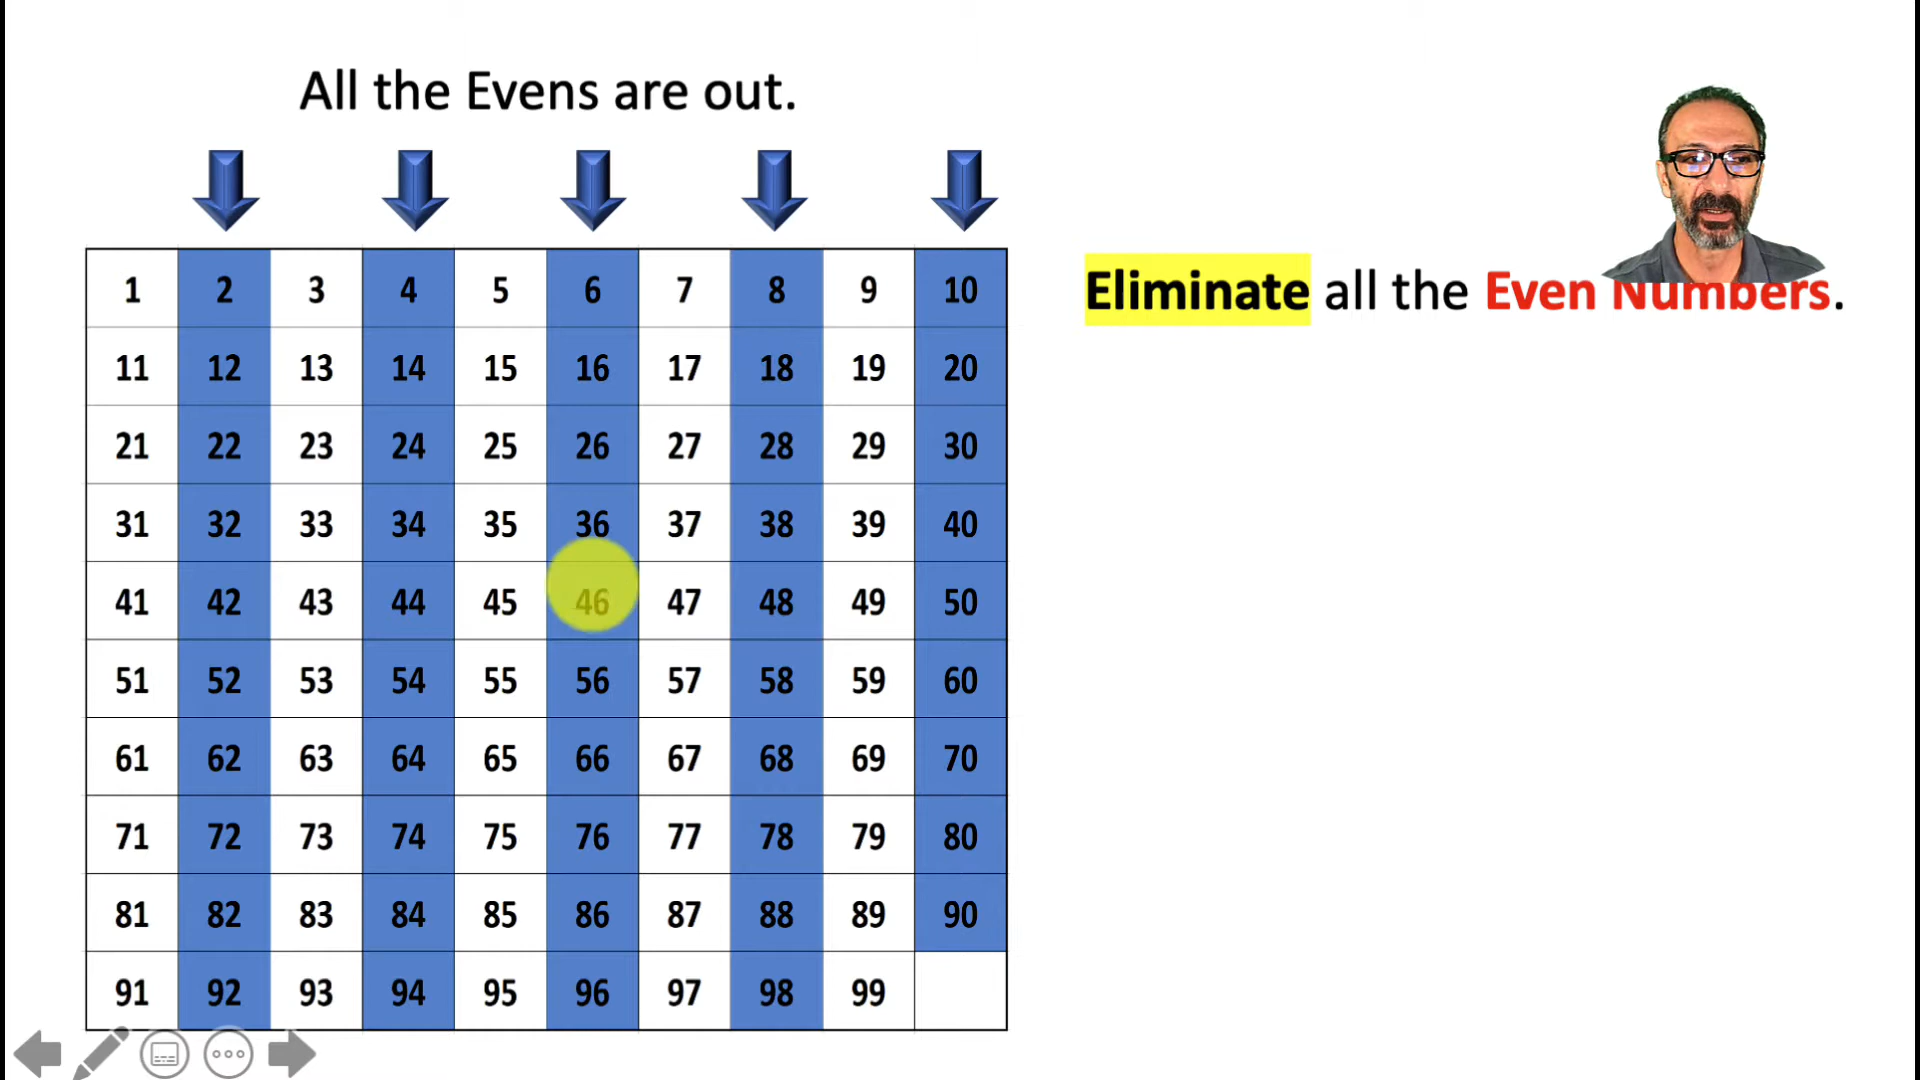 All the Evens are out.
1 2 3 4 5 6 7 8 9 10
11 12 13 14 15 16 17 18 19 20
21 22 23 24 25 26 27 28 29 30
31 32 33 34 35 36 37 38 39 40
41 42 43 44 45 46 47 48 49 50
51 52 53 54 55 56 57 58 59 60
61 62 63 64 65 66 67 68 69 70
71 72 73 74 75 76 77 78 79 80
81 82 83 84 85 86 87 88 89 90
91 92 93 94 95 96 97 98 99
Eliminate all the Even Numbers.